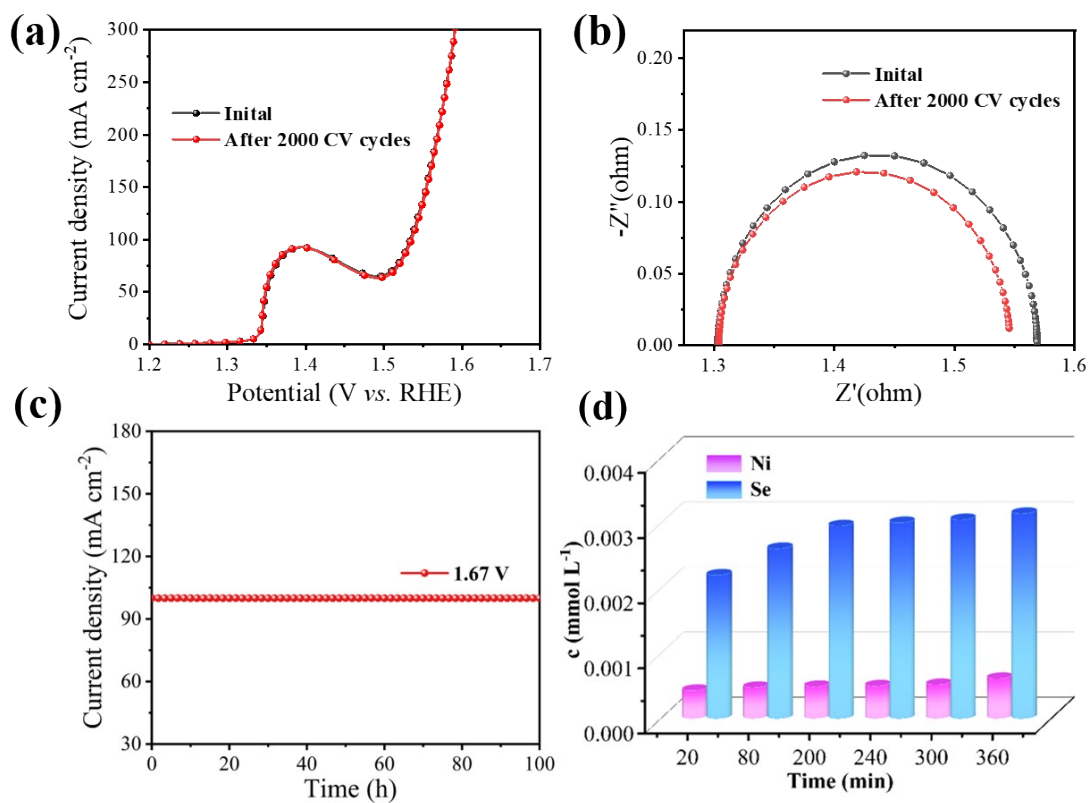 (a)
300
250
200
150
100
50
0
Current density (mA cm-2)
Inital
After 2000 CV cycles
1.2 1.3 1.4 1.5 1.6 1.7
Potential (V vs. RHE)
(b)
0.20
0.15
0.10
0.05
0.00
-Z"(ohm)
Inital
After 2000 CV cycles
1.3 1.4 1.5 1.6
Z'(ohm)
(c)
180
150
120
90
60
30
Current density (mA cm-2)
1.67 V
0 20 40 60 80 100
Time (h)
(d)
0.004
0.003
0.002
0.001
0.000
c (mmol L-1)
Ni
Se
20 80 200 240 300 360
Time (min)